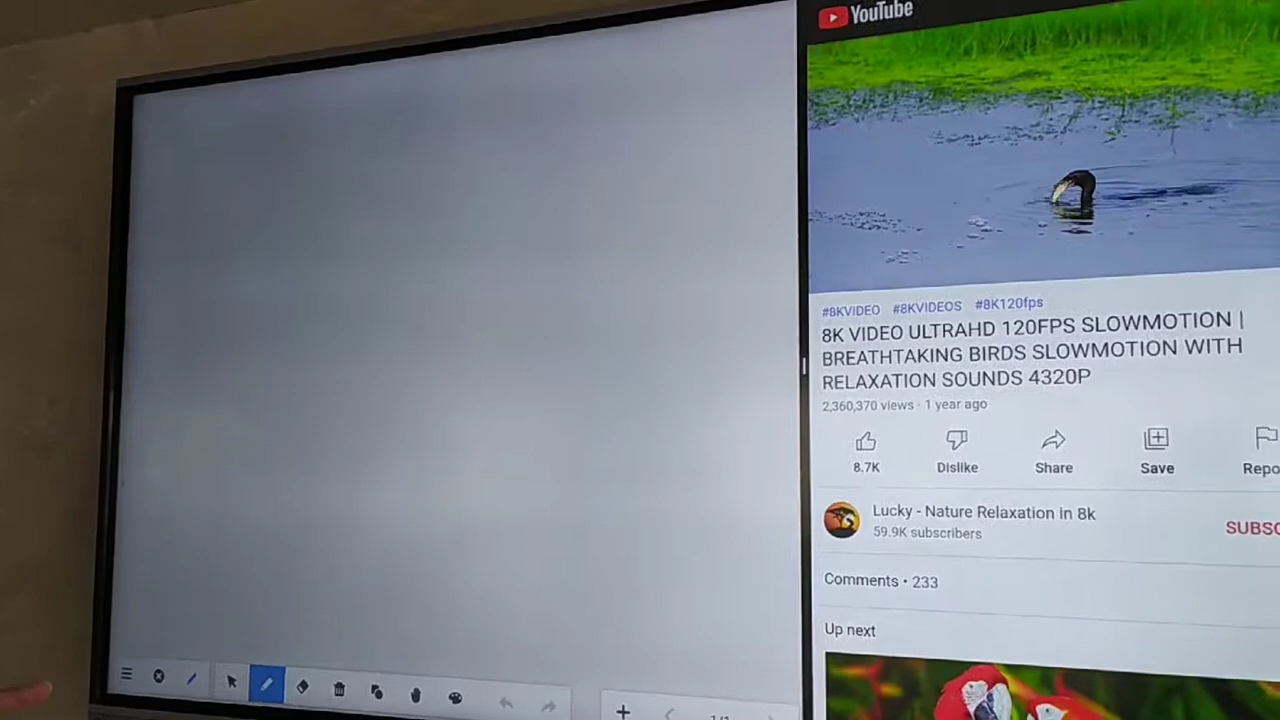 YouTube
#8KVIDEO #8KVIDEOS #8K120fps
8K VIDEO ULTRAHD 120FPS SLOWMOTION |
BREATHTAKING BIRDS SLOWMOTION WITH
RELAXATION SOUNDS 4320P
2,360,370 views · 1 year ago
8.7K Dislike Share Save Repo
Lucky - Nature Relaxation in 8k
59.9K subscribers
SUBSC
Comments • 233
Up next
1/1